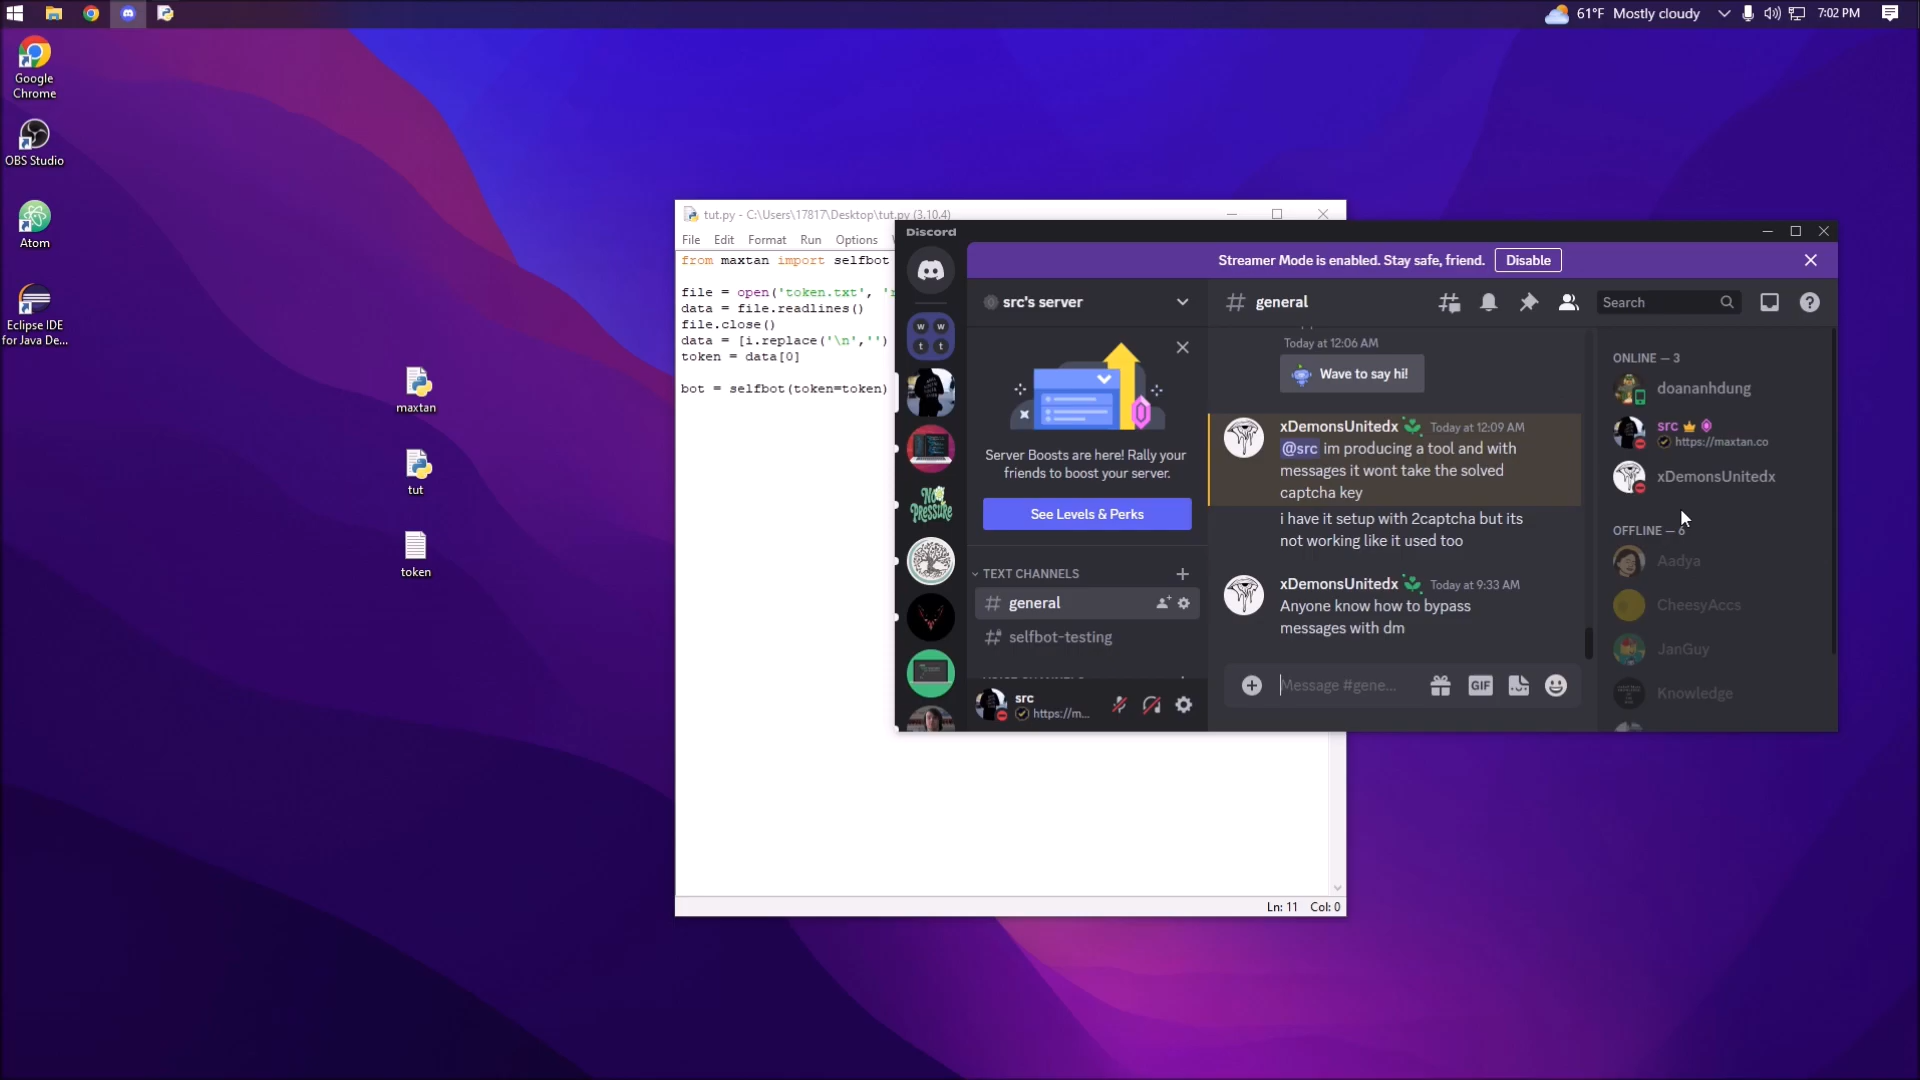 61°F Mostly cloudy
7:02 PM
Google
Chrome
OBS Studio
Atom
Eclipse IDE
for Java De...
maxtan
tut
token
tut.py - C:\Users\17817\Desktop\tut.py (3.10.4)
File Edit Format Run Options
from maxtan import selfbot
file = open('token.txt', '
data = file.readlines()
file.close()
data = [i.replace('\n','')
token = data[0]
bot = selfbot(token=token)
Ln: 11 Col: 0
Discord
Streamer Mode is enabled. Stay safe, friend.
Disable
w w
t t
NO
PRESSURE
src's server
Server Boosts are here! Rally your
friends to boost your server.
See Levels & Perks
TEXT CHANNELS
general
selfbot-testing
src
https://m...
general
Search
Today at 12:06 AM
Wave to say hi!
xDemonsUnitedx Today at 12:09 AM
@src im producing a tool and with
messages it wont take the solved
captcha key
i have it setup with 2captcha but its
not working like it used too
xDemonsUnitedx Today at 9:33 AM
Anyone know how to bypass
messages with dm
Message #gene...
GIF
ONLINE — 3
doananhdung
src
https://maxtan.co
xDemonsUnitedx
OFFLINE — 6
Aadya
CheesyAccs
JanGuy
Knowledge